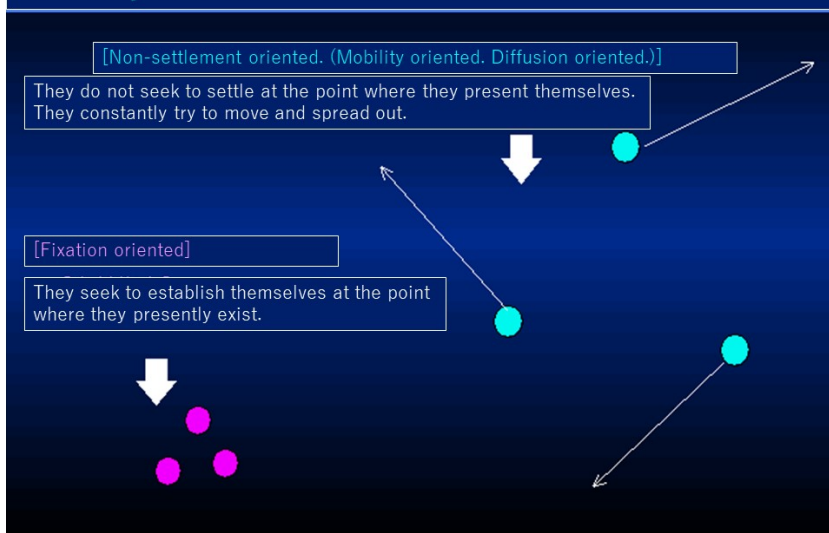 [Non-settlement oriented. (Mobility oriented. Diffusion oriented.)]
They do not seek to settle at the point where they present themselves.
They constantly try to move and spread out.
[Fixation oriented]
They seek to establish themselves at the point
where they presently exist.